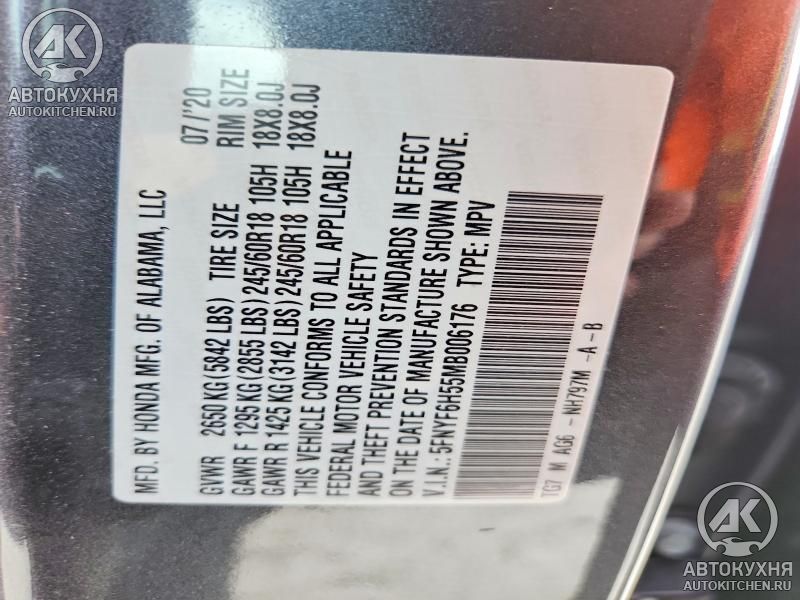 MFD. BY HONDA MFG. OF ALABAMA, LLC 07/'20
GVWR 2660 KG (5842 LBS) TIRE SIZE RIM SIZE
GAWR F 1295 KG (2855 LBS) 245/60R18 105H 18X8.0J
GAWR R 1425 KG (3142 LBS) 245/60R18 105H 18X8.0J
THIS VEHICLE CONFORMS TO ALL APPLICABLE
FEDERAL MOTOR VEHICLE SAFETY
AND THEFT PREVENTION STANDARDS IN EFFECT
ON THE DATE OF MANUFACTURE SHOWN ABOVE.
V.I.N.: 5FNYF6H55MB006176 TYPE: MPV
TG7 M AG6 -NH797M -A-B
AK
АВТОКУХНЯ
AUTOKITCHEN.RU
AK
АВТОКУХНЯ
AUTOKITCHEN.RU